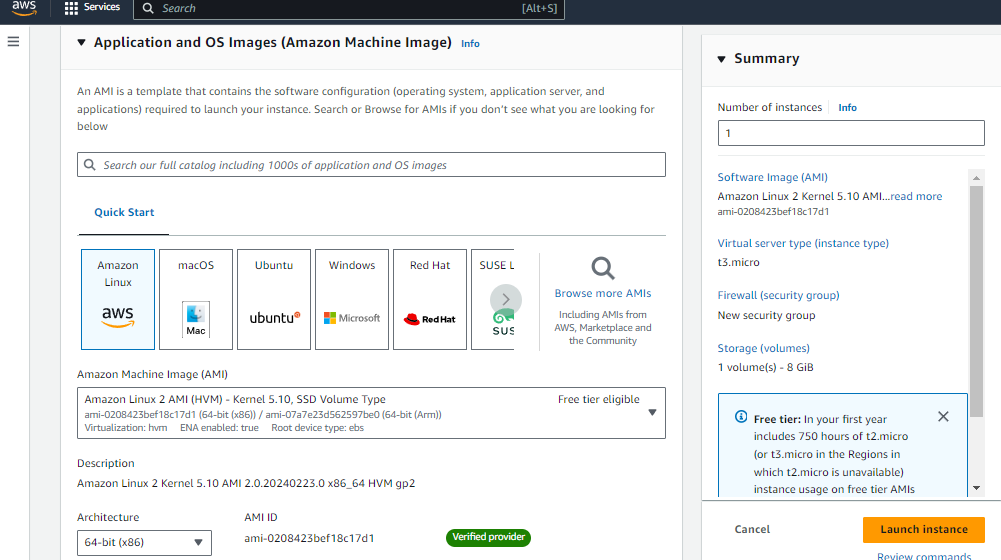 aws
Services
Search
[Alt+S]
Application and OS Images (Amazon Machine Image) Info
An AMI is a template that contains the software configuration (operating system, application server, and
applications) required to launch your instance. Search or Browse for AMIs if you don't see what you are looking for
below
Search our full catalog including 1000s of application and OS images
Quick Start
Amazon
Linux
aws
macOS
Mac
Ubuntu
ubuntu
Windows
Microsoft
Red Hat
Red Hat
SUSE L
SUS
Browse more AMIs
Including AMIs from
AWS, Marketplace and
the Community
Amazon Machine Image (AMI)
Amazon Linux 2 AMI (HVM) - Kernel 5.10, SSD Volume Type
Free tier eligible
ami-0208423bef18c17d1 (64-bit (x86)) / ami-07a7e23d562597be0 (64-bit (Arm))
Virtualization: hvm ENA enabled: true Root device type: ebs
Description
Amazon Linux 2 Kernel 5.10 AMI 2.0.20240223.0 x86_64 HVM gp2
Architecture
64-bit (x86)
AMI ID
ami-0208423bef18c17d1
Verified provider
Summary
Number of instances Info
1
Software Image (AMI)
Amazon Linux 2 Kernel 5.10 AMI...read more
ami-0208423bef18c17d1
Virtual server type (instance type)
t3.micro
Firewall (security group)
New security group
Storage (volumes)
1 volume(s) - 8 GiB
Free tier: In your first year
includes 750 hours of t2.micro
(or t3.micro in the Regions in
which t2.micro is unavailable)
instance usage on free tier AMIs
Cancel
Launch instance
Review commands